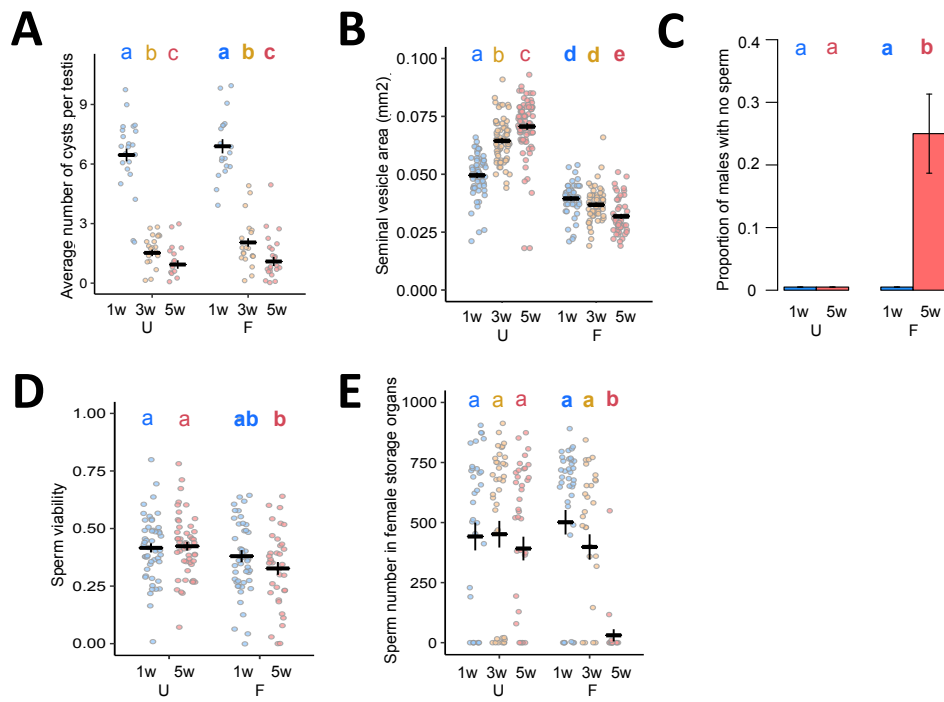 A
a b c a b c
Average number of cysts per testis
9
6
3
0
1w 3w 5w 1w 3w 5w
U F
B
a b c d d e
Seminal vesicle area (mm2).
0.100
0.075
0.050
0.025
0.000
1w 3w 5w 1w 3w 5w
U F
C
a a a b
Proportion of males with no sperm
0.4
0.3
0.2
0.1
0
1w 5w 1w 5w
U F
D
a a ab b
Sperm viability
1.00
0.75
0.50
0.25
0.00
1w 5w 1w 5w
U F
E
a a a a a b
Sperm number in female storage organs
1000
750
500
250
0
1w 3w 5w 1w 3w 5w
U F